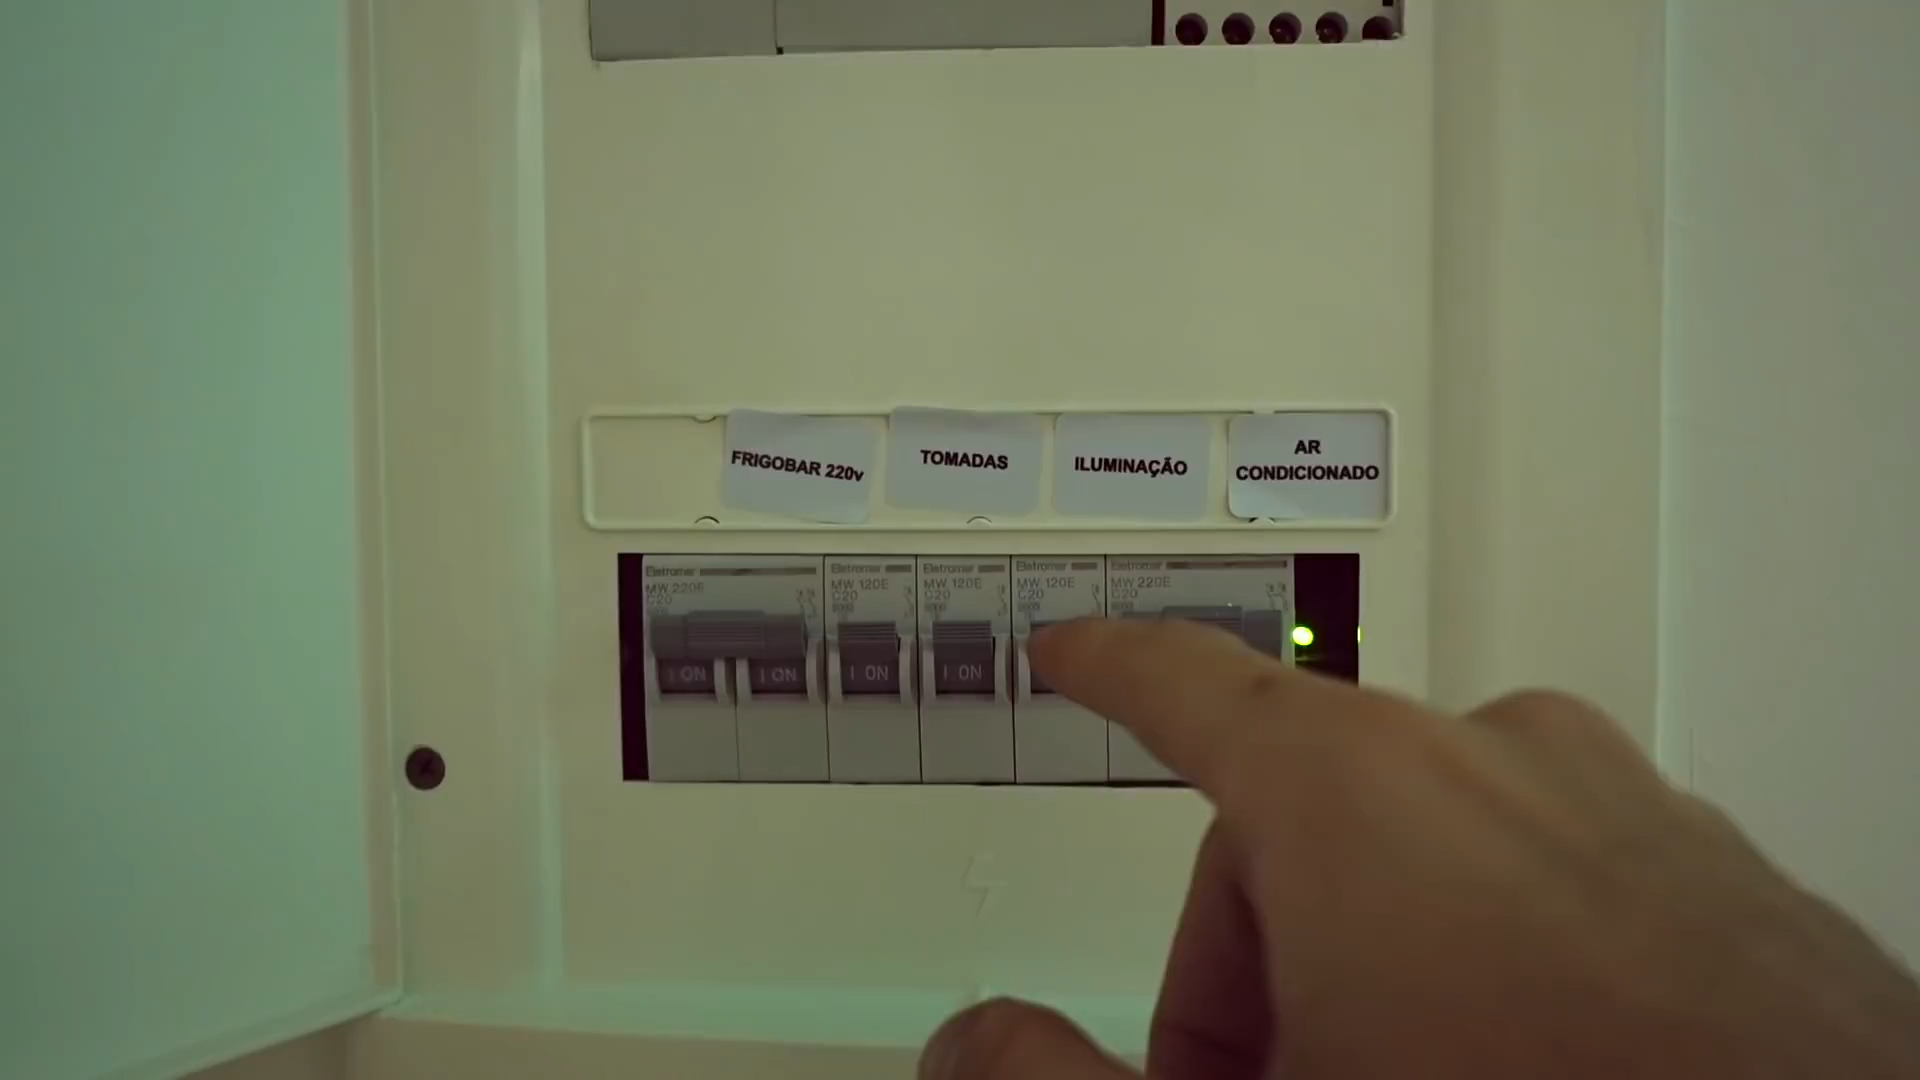 FRIGOBAR 220v
TOMADAS
ILUMINAÇÃO
AR
CONDICIONADO
Eletromar
MW 220E
C20
Eletromar
MW 120E
C20
Eletromar
MW 120E
C20
Eletromar
MW 120E
C20
Eletromar
MW 220E
C20
I ON
I ON
I ON
I ON